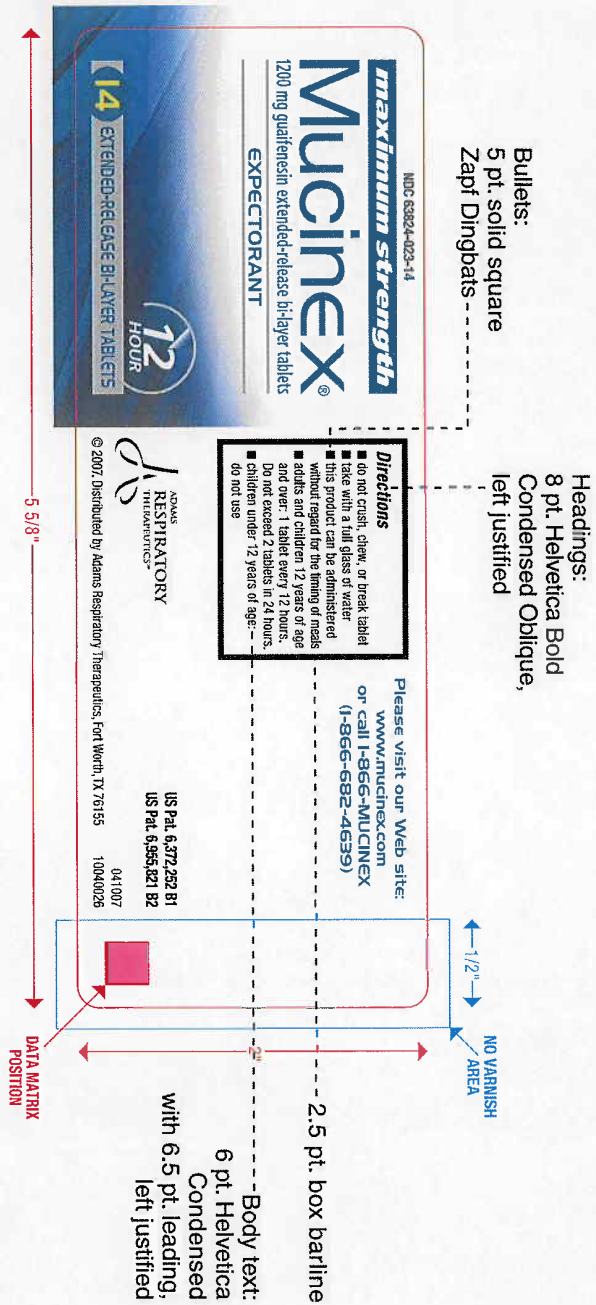 Bullets:
5 pt. solid square
Zapf Dingbats
Headings:
8 pt. Helvetica Bold
Condensed Oblique,
left justified
NDC 63824-023-14
maximum strength
Mucinex®
1200 mg guaifenesin extended-release bi-layer tablets
EXPECTORANT
12
HOUR
14 EXTENDED-RELEASE BI-LAYER TABLETS
Directions
■ do not crush, chew, or break tablet
■ take with a full glass of water
■ this product can be administered
without regard for the timing of meals
■ adults and children 12 years of age
and over: 1 tablet every 12 hours.
Do not exceed 2 tablets in 24 hours.
■ children under 12 years of age:
do not use
ADAMS
RESPIRATORY
THERAPEUTICS™
© 2007, Distributed by Adams Respiratory Therapeutics, Fort Worth, TX 76155
Please visit our Web site:
www.mucinex.com
or call 1-866-MUCINEX
(1-866-682-4639)
US Pat. 6,372,252 B1
US Pat. 6,955,821 B2
041007
10040026
1/2"
NO VARNISH
AREA
2"
DATA MATRIX
POSITION
5 5/8"
2.5 pt. box barline
Body text:
6 pt. Helvetica
Condensed
with 6.5 pt. leading,
left justified